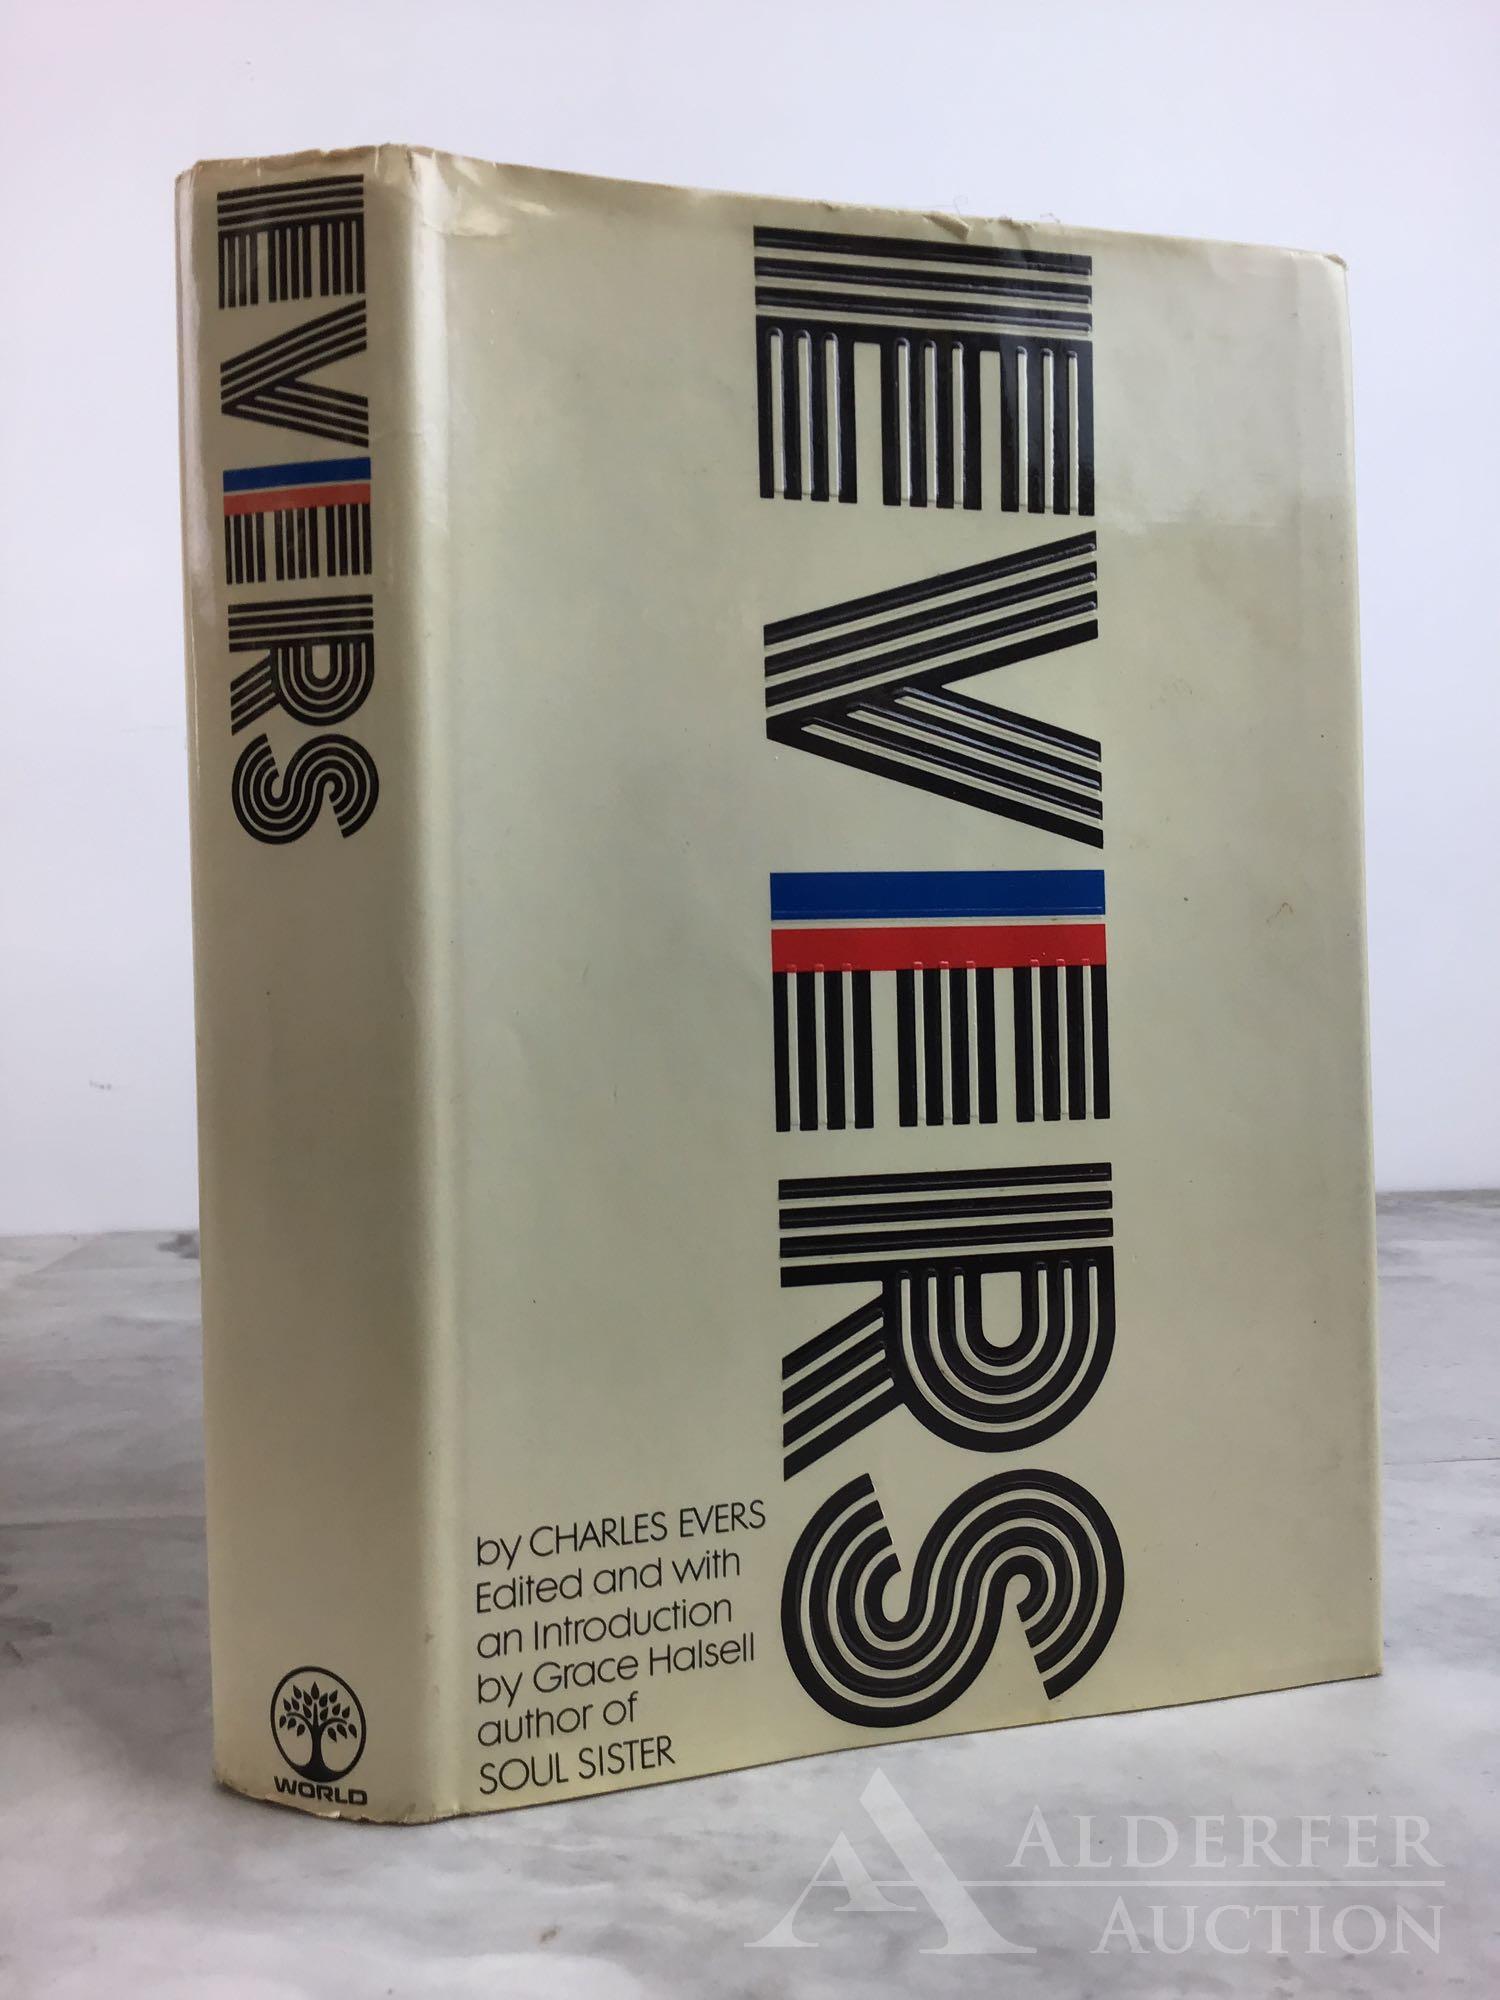 EVERS
WORLD
EVERS
by CHARLES EVERS
Edited and with
an Introduction
by Grace Halsell
author of
SOUL SISTER
ALDERFER
AUCTION